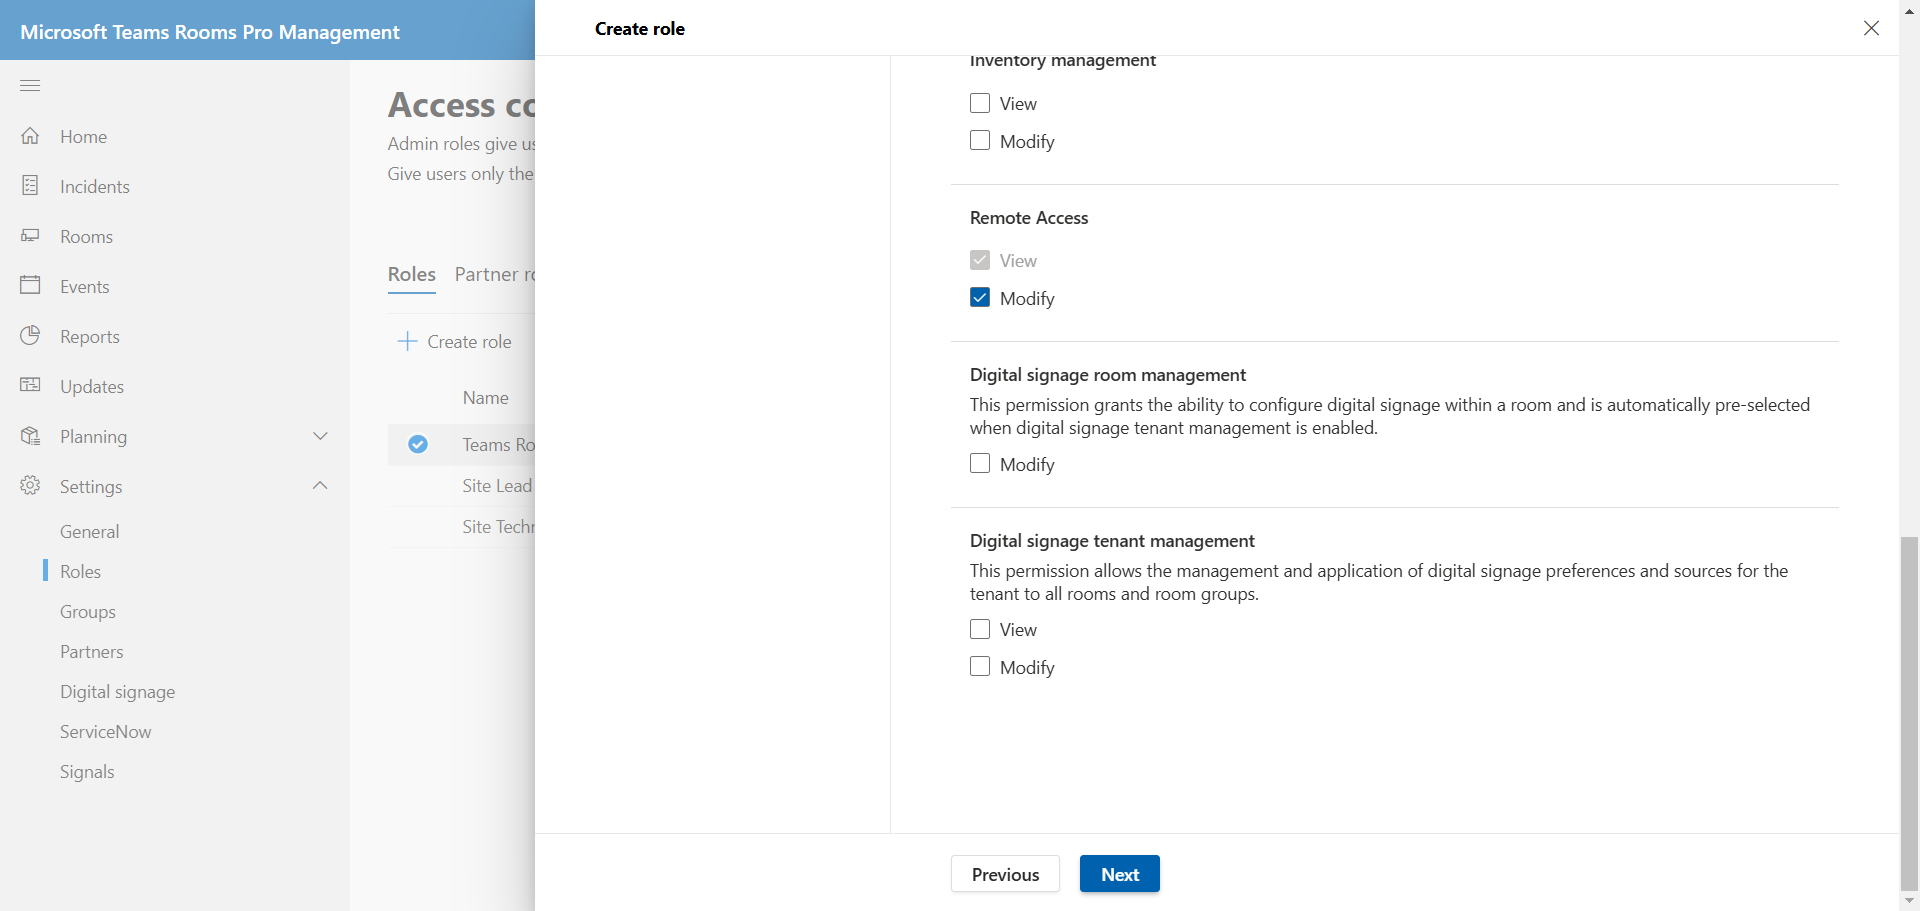 Microsoft Teams Rooms Pro Management
Home
Incidents
Rooms
Events
Reports
Updates
Planning
Settings
General
Roles
Groups
Partners
Digital signage
ServiceNow
Signals
Access
Admin roles give
Give users only the
Roles Partner
Create role
Name
Teams
Site Lead
Site
Create role
Inventory management
View
Modify
Remote Access
View
Modify
Digital signage room management
This permission grants the ability to configure digital signage within a room and is automatically pre-selected
when digital signage tenant management is enabled.
Modify
Digital signage tenant management
This permission allows the management and application of digital signage preferences and sources for the
tenant to all rooms and room groups.
View
Modify
Previous
Next